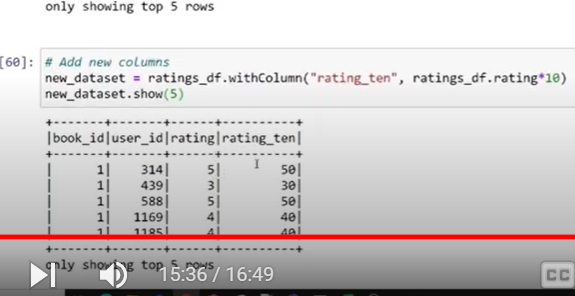 only showing top 5 rows
[60]: # Add new columns
new_dataset = ratings_df.withColumn("rating_ten", ratings_df.rating*10)
new_dataset.show(5)
+-------+-------+------+----------+
|book_id|user_id|rating|rating_ten|
+-------+-------+------+----------+
|      1|    314|     5|        50|
|      1|    439|     3|        30|
|      1|    588|     5|        50|
|      1|   1169|     4|        40|
|      1|   1185|     4|        40|
+-------+-------+------+----------+
only showing top 5 rows
15:36 / 16:49
CC